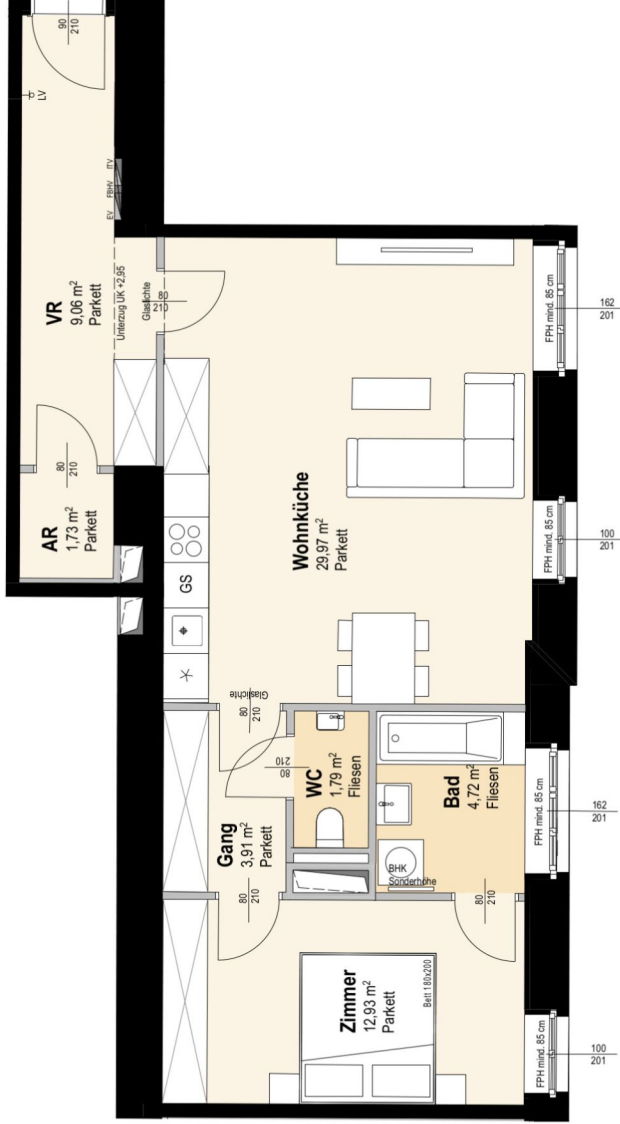 90
210
LV
EV
FBHV
ITV
VR
9,06 m²
Parkett
Unterzug UK +2,95
Glaslichte
80
210
80
210
AR
1,73 m²
Parkett
Wohnküche
29,97 m²
Parkett
GS
FPH mind. 85 cm
162
201
FPH mind. 85 cm
100
201
Glaslichte
80
210
80
210
WC
1,79 m²
Fliesen
Gang
3,91 m²
Parkett
80
210
Bad
4,72 m²
Fliesen
BHK
Sonderhöhe
80
210
FPH mind. 85 cm
162
201
Zimmer
12,93 m²
Parkett
Bett 180x200
FPH mind. 85 cm
100
201